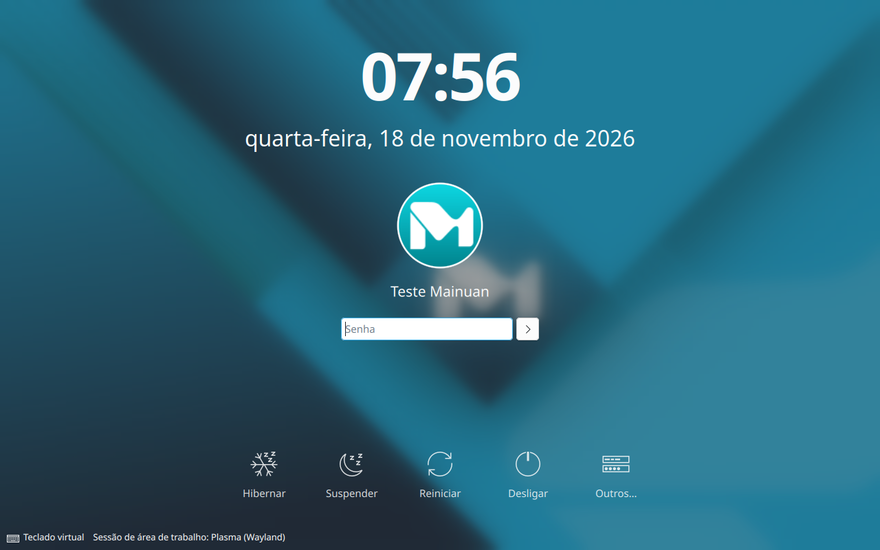 07:56
quarta-feira, 18 de novembro de 2026
Teste Mainuan
Senha
Hibernar
Suspender
Reiniciar
Desligar
Outros...
Teclado virtual
Sessão de área de trabalho: Plasma (Wayland)